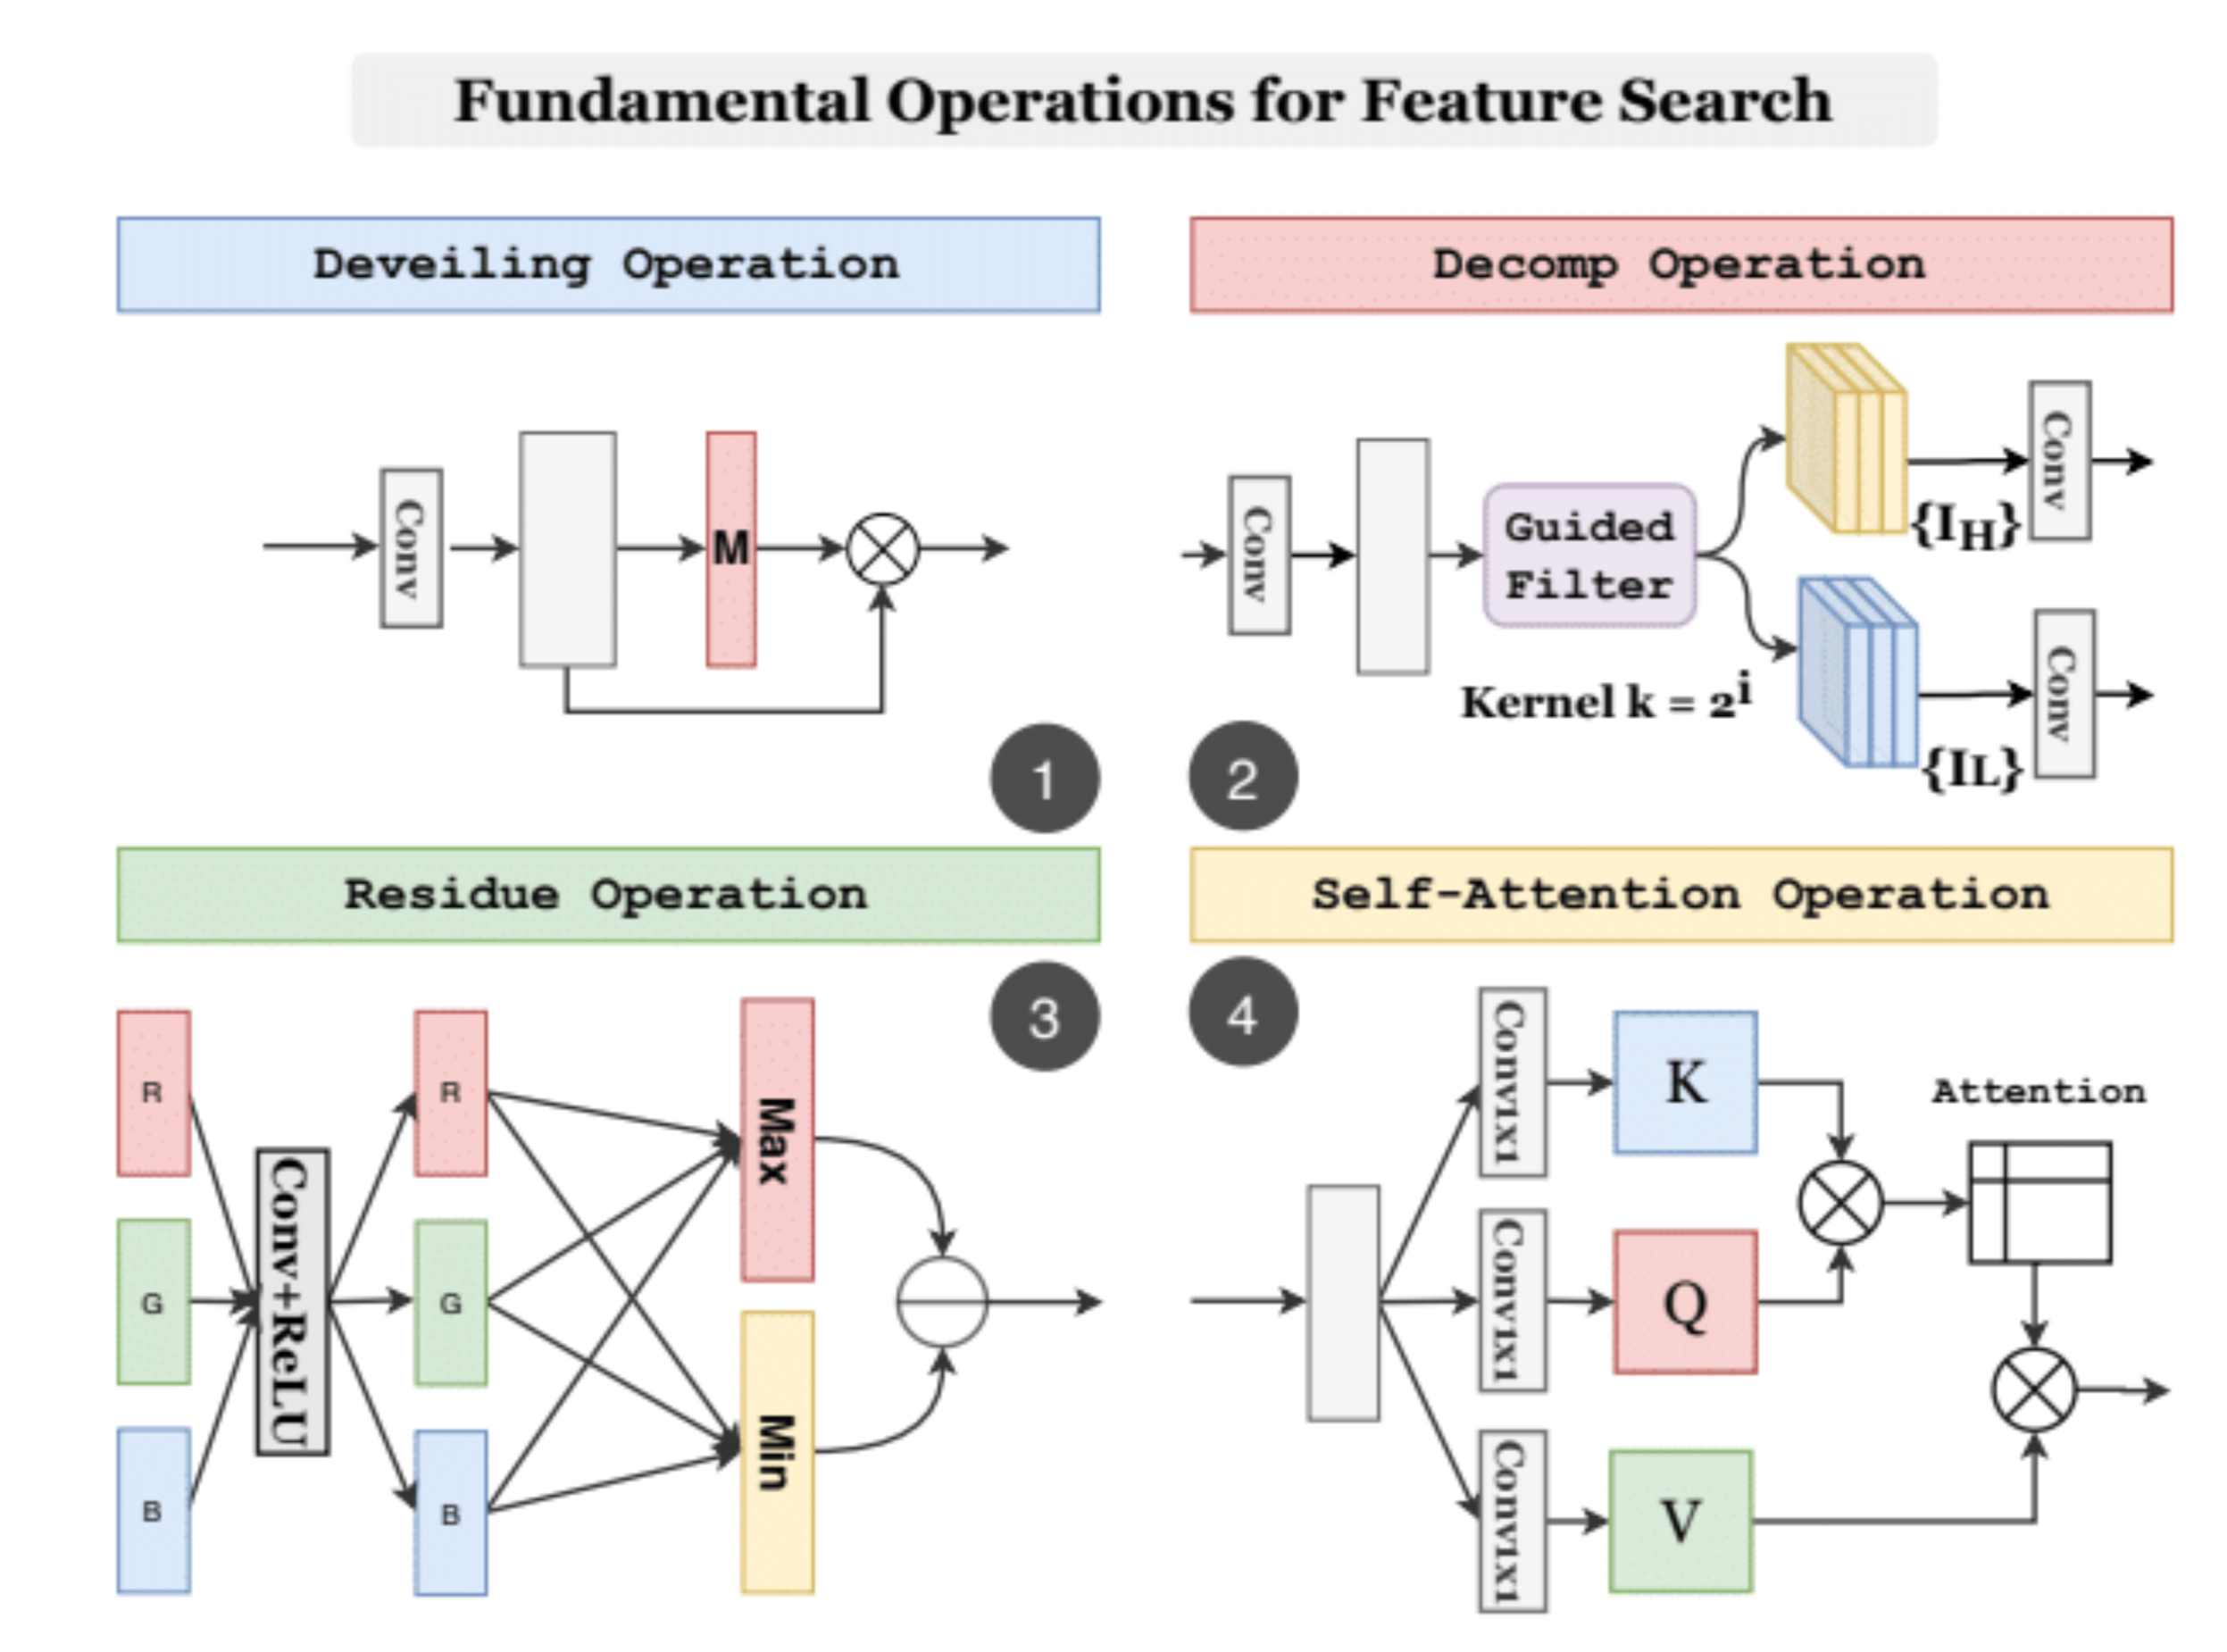 Fundamental Operations for Feature Search
Deveiling Operation
Conv
M
1
Decomp Operation
Conv
Guided
Filter
Kernel k = 2^i
{I_H}
Conv
{I_L}
Conv
2
Residue Operation
3
R
G
B
Conv+ReLU
R
G
B
Max
Min
Self-Attention Operation
4
Conv1x1
K
Conv1x1
Q
Conv1x1
V
Attention